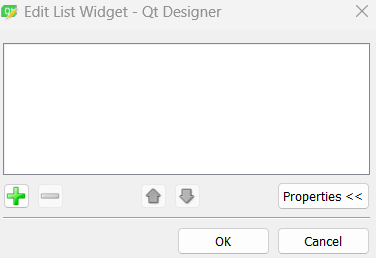 Edit List Widget - Qt Designer
Properties <<
OK
Cancel